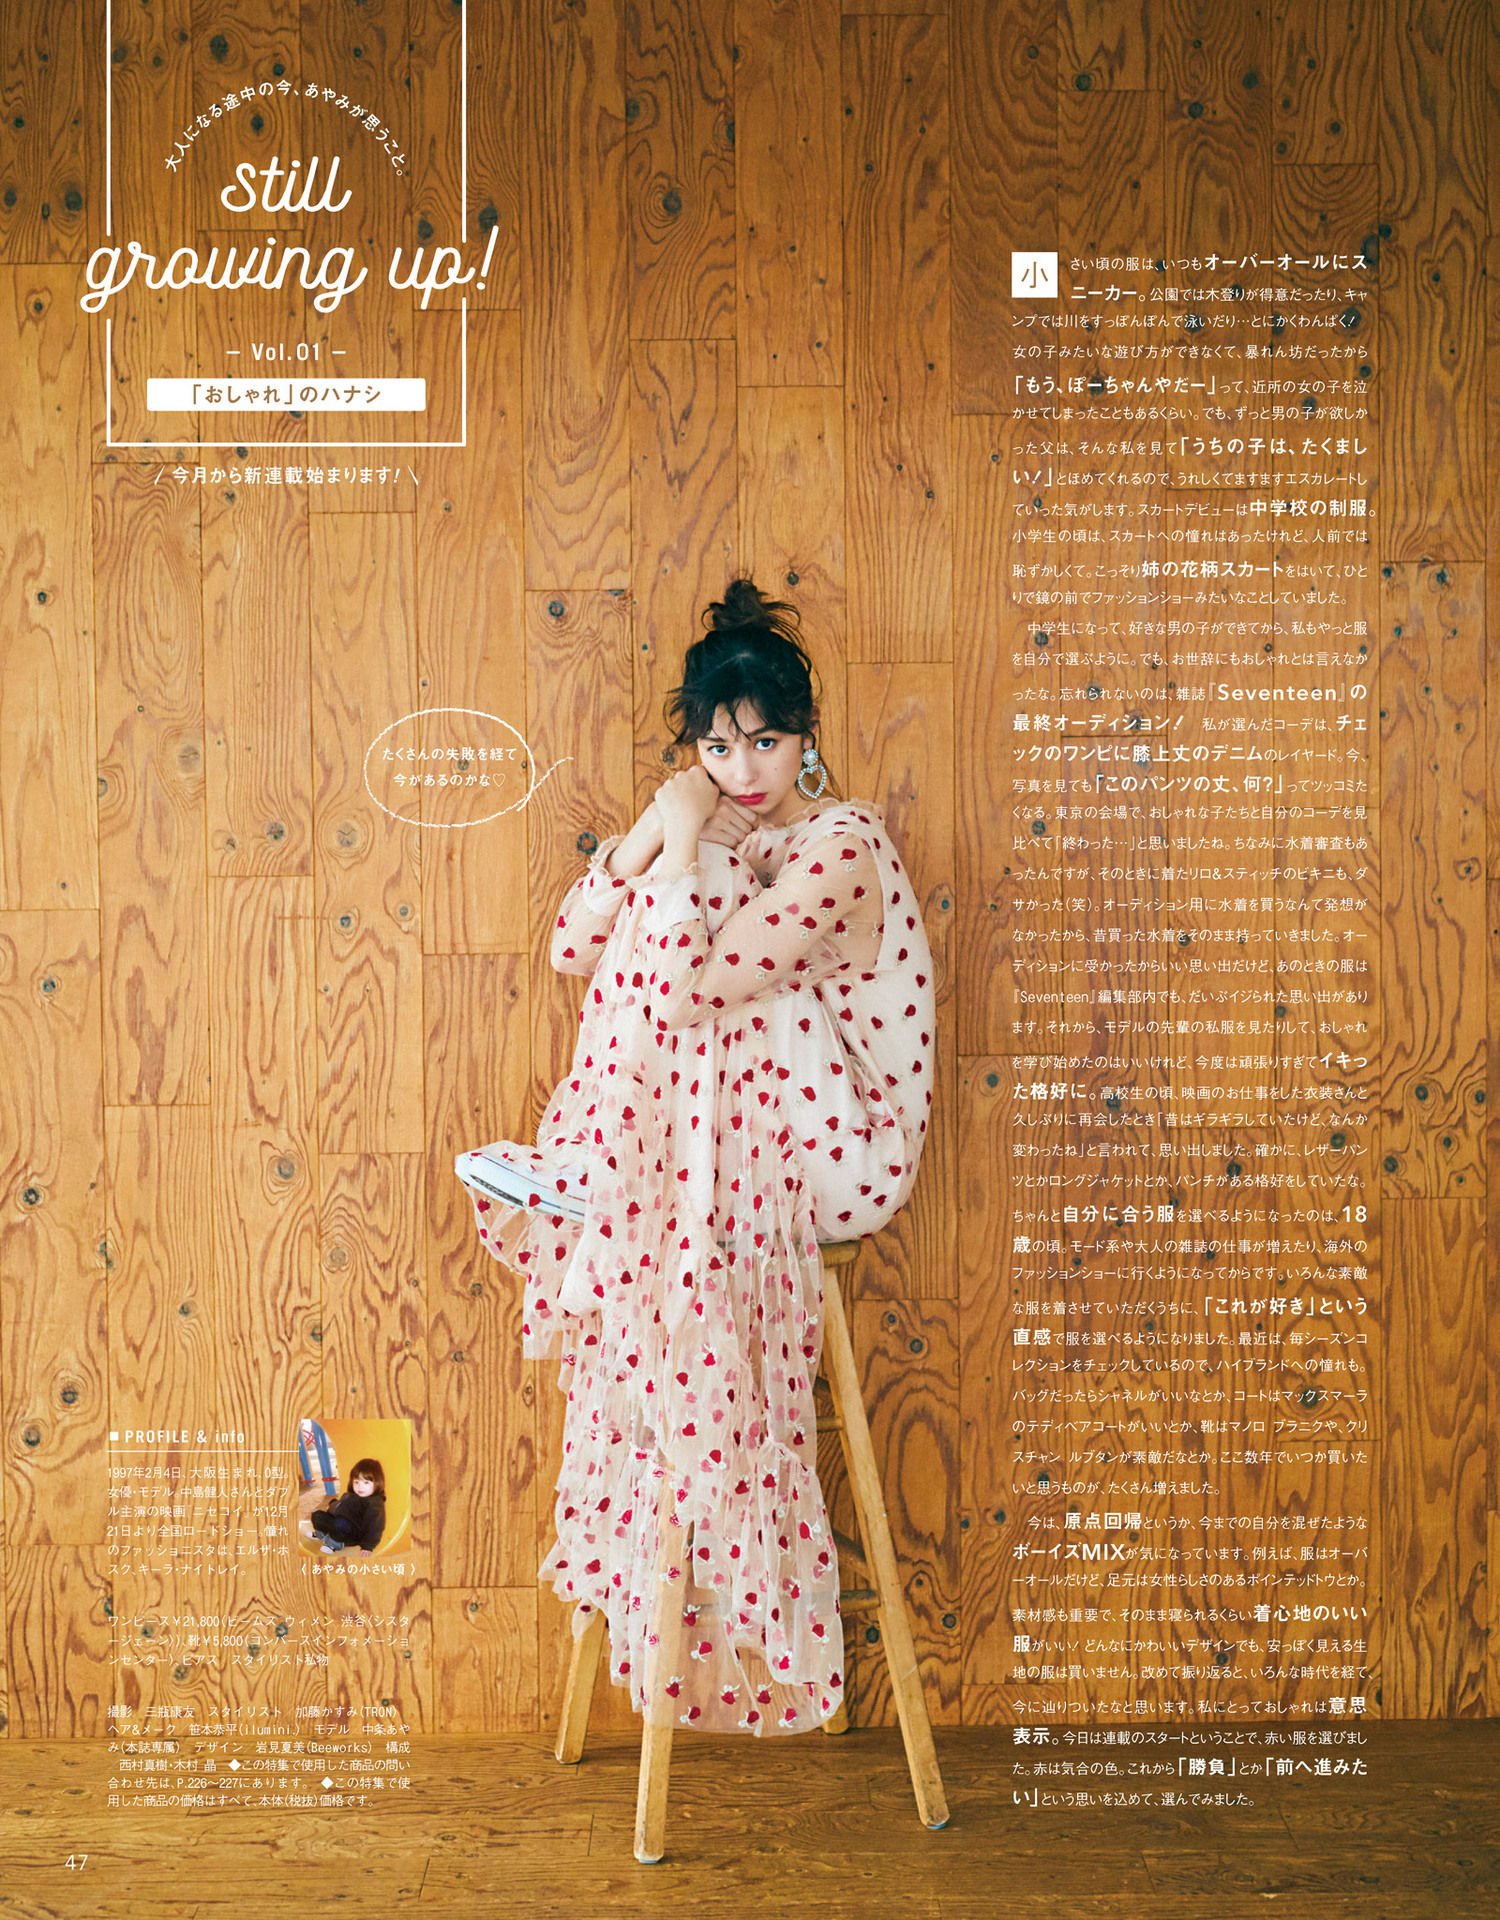 大人になる途中の今、あやみが思うこと。
still
growing up!
– Vol.01 –
「おしゃれ」のハナシ
今月から新連載始まります!
たくさんの失敗を経て
今があるのかな♡
小さい頃の服は、いつもオーバーオールにス
ニーカー。公園では木登りが得意だったり、キャ
ンプでは川をすっぽんぽんで泳いだり…とにかくわんぱく!
女の子みたいな遊び方ができなくて、暴れん坊だったから
「もう、ぽーちゃんやだー」って、近所の女の子を泣
かせてしまったこともあるくらい。でも、ずっと男の子が欲しか
った父は、そんな私を見て「うちの子は、たくまし
い!」とほめてくれるので、うれしくてますますエスカレートし
ていった気がします。スカートデビューは中学校の制服。
小学生の頃は、スカートへの憧れはあったけれど、人前では
恥ずかしくて。こっそり姉の花柄スカートをはいて、ひと
りで鏡の前でファッションショーみたいなことしていました。
中学生になって、好きな男の子ができてから、私もやっと服
を自分で選ぶように。でも、お世辞にもおしゃれとは言えなか
ったな。忘れられないのは、雑誌『Seventeen』の
最終オーディション! 私が選んだコーデは、チェ
ックのワンピに膝上丈のデニムのレイヤード。今、
写真を見ても「このパンツの丈、何?」ってツッコミた
くなる。東京の会場で、おしゃれな子たちと自分のコーデを見
比べて「終わった…」と思いましたね。ちなみに水着審査もあ
ったんですが、そのときに着たリロ&スティッチのビキニも、ダ
サかった(笑)。オーディション用に水着を買うなんて発想が
なかったから、昔買った水着をそのまま持っていきました。オー
ディションに受かったからいい思い出だけど、あのときの服は
『Seventeen』編集部内でも、だいぶイジられた思い出があり
ます。それから、モデルの先輩の私服を見たりして、おしゃれ
を学び始めたのはいいけれど、今度は頑張りすぎてイキっ
た格好に。高校生の頃、映画のお仕事をした衣装さんと
久しぶりに再会したとき「昔はギラギラしていたけど、なんか
変わったね」と言われて、思い出しました。確かに、レザーパン
ツとかロングジャケットとか、パンチがある格好をしていたな。
ちゃんと自分に合う服を選べるようになったのは、18
歳の頃。モード系や大人の雑誌の仕事が増えたり、海外の
ファッションショーに行くようになってからです。いろんな素敵
な服を着させていただくうちに、「これが好き」という
直感で服を選べるようになりました。最近は、毎シーズンコ
レクションをチェックしているので、ハイブランドへの憧れも。
バッグだったらシャネルがいいなとか、コートはマックスマーラ
のテディベアコートがいいとか、靴はマノロ ブラニクや、クリ
スチャン ルブタンが素敵だなとか。ここ数年でいつか買いた
いと思うものが、たくさん増えました。
今は、原点回帰というか、今までの自分を混ぜたような
ボーイズMIXが気になっています。例えば、服はオーバ
ーオールだけど、足元は女性らしさのあるポインテッドトウとか。
素材感も重要で、そのまま寝られるくらい着心地のいい
服がいい! どんなにかわいいデザインでも、安っぽく見える生
地の服は買いません。改めて振り返ると、いろんな時代を経て、
今に辿りついたなと思います。私にとっておしゃれは意思
表示。今日は連載のスタートということで、赤い服を選びまし
た。赤は気合の色。これから「勝負」とか「前へ進みた
い」という思いを込めて、選んでみました。
■PROFILE & info
1997年2月4日、大阪生まれ、O型。
女優・モデル。中島健人さんとダブ
ル主演の映画『ニセコイ』が12月
21日より全国ロードショー。憧れ
のファッショニスタは、エルザ・ホ
スク、キーラ・ナイトレイ。
〈 あやみの小さい頃 〉
ワンピース¥21,800(ビームス ウィメン 渋谷〈シスタ
ージェーン〉)、靴¥5,800(コンバースインフォメーショ
ンセンター)、ピアス スタイリスト私物
撮影 三瓶康友 スタイリスト 加藤かすみ(TRON)
ヘア&メーク 笹本恭平(ilumini.) モデル 中条あや
み(本誌専属) デザイン 岩見夏美(Beeworks) 構成
西村真樹・木村 晶 ◆この特集で使用した商品の問い
合わせ先は、P.226〜227にあります。 ◆この特集で使
用した商品の価格はすべて、本体(税抜)価格です。
47